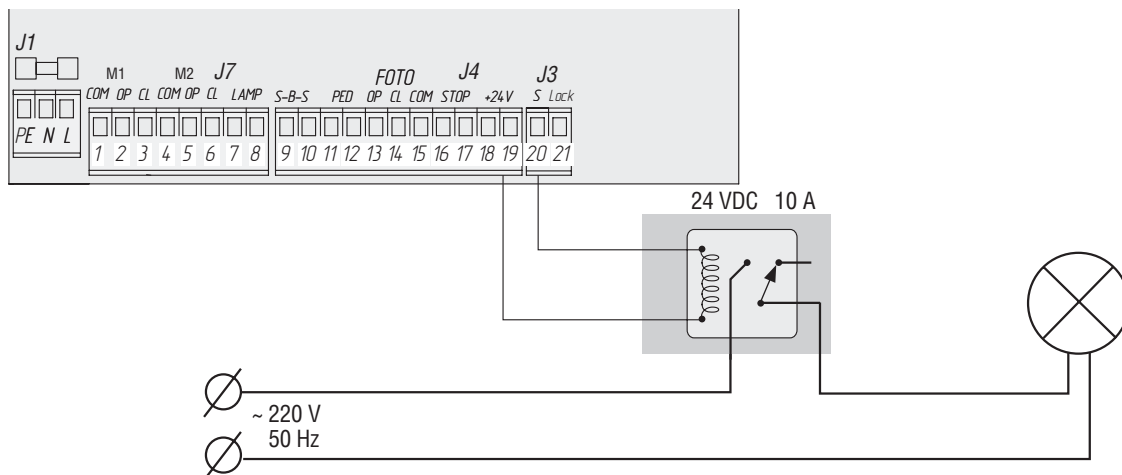 J1
M1 M2 J7 FOTO J4 J3
COM OP CL COM OP CL LAMP S-B-S PED OP CL COM STOP +24V S Lock
PE N L
1 2 3 4 5 6 7 8 9 10 11 12 13 14 15 16 17 18 19 20 21
24 VDC 10 A
~ 220 V
50 Hz